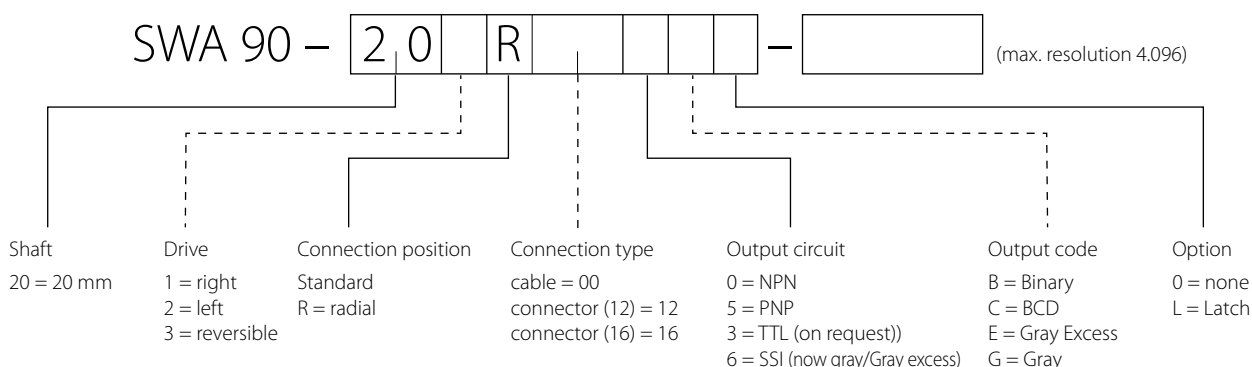 SWA 90 – 2 0 R – (max. resolution 4.096)
Shaft
20 = 20 mm
Drive
1 = right
2 = left
3 = reversible
Connection position
Standard
R = radial
Connection type
cable = 00
connector (12) = 12
connector (16) = 16
Output circuit
0 = NPN
5 = PNP
3 = TTL (on request))
6 = SSI (now gray/Gray excess)
Output code
B = Binary
C = BCD
E = Gray Excess
G = Gray
Option
0 = none
L = Latch